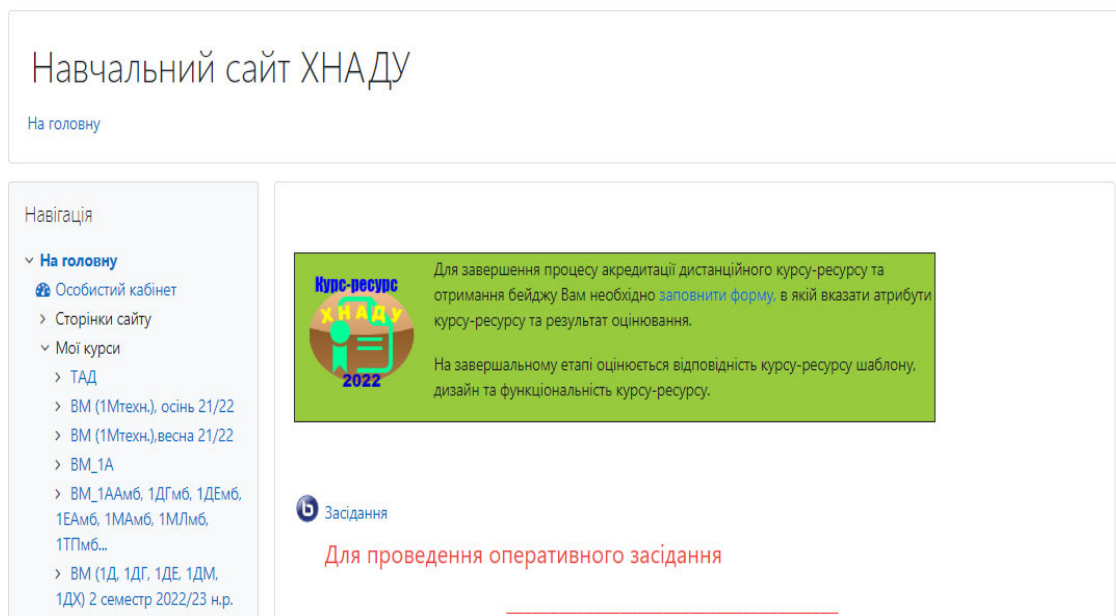 Навчальний сайт ХНАДУ
На головну
Навігація
На головну
Особистий кабінет
Сторінки сайту
Мої курси
ТАД
ВМ (1Мтехн.), осінь 21/22
ВМ (1Мтехн.),весна 21/22
ВМ_1А
ВМ_1ААмб, 1ДГмб, 1ДЕмб,
1ЕАмб, 1МАмб, 1МЛмб,
1ТПмб...
ВМ (1Д, 1ДГ, 1ДЕ, 1ДМ,
1ДХ) 2 семестр 2022/23 н.р.
Курс-ресурс
ХНАДУ
2022
Для завершення процесу акредитації дистанційного курсу-ресурсу та
отримання бейджу Вам необхідно заповнити форму, в якій вказати атрибути
курсу-ресурсу та результат оцінювання.
На завершальному етапі оцінюється відповідність курсу-ресурсу шаблону,
дизайн та функціональність курсу-ресурсу.
Засідання
Для проведення оперативного засідання